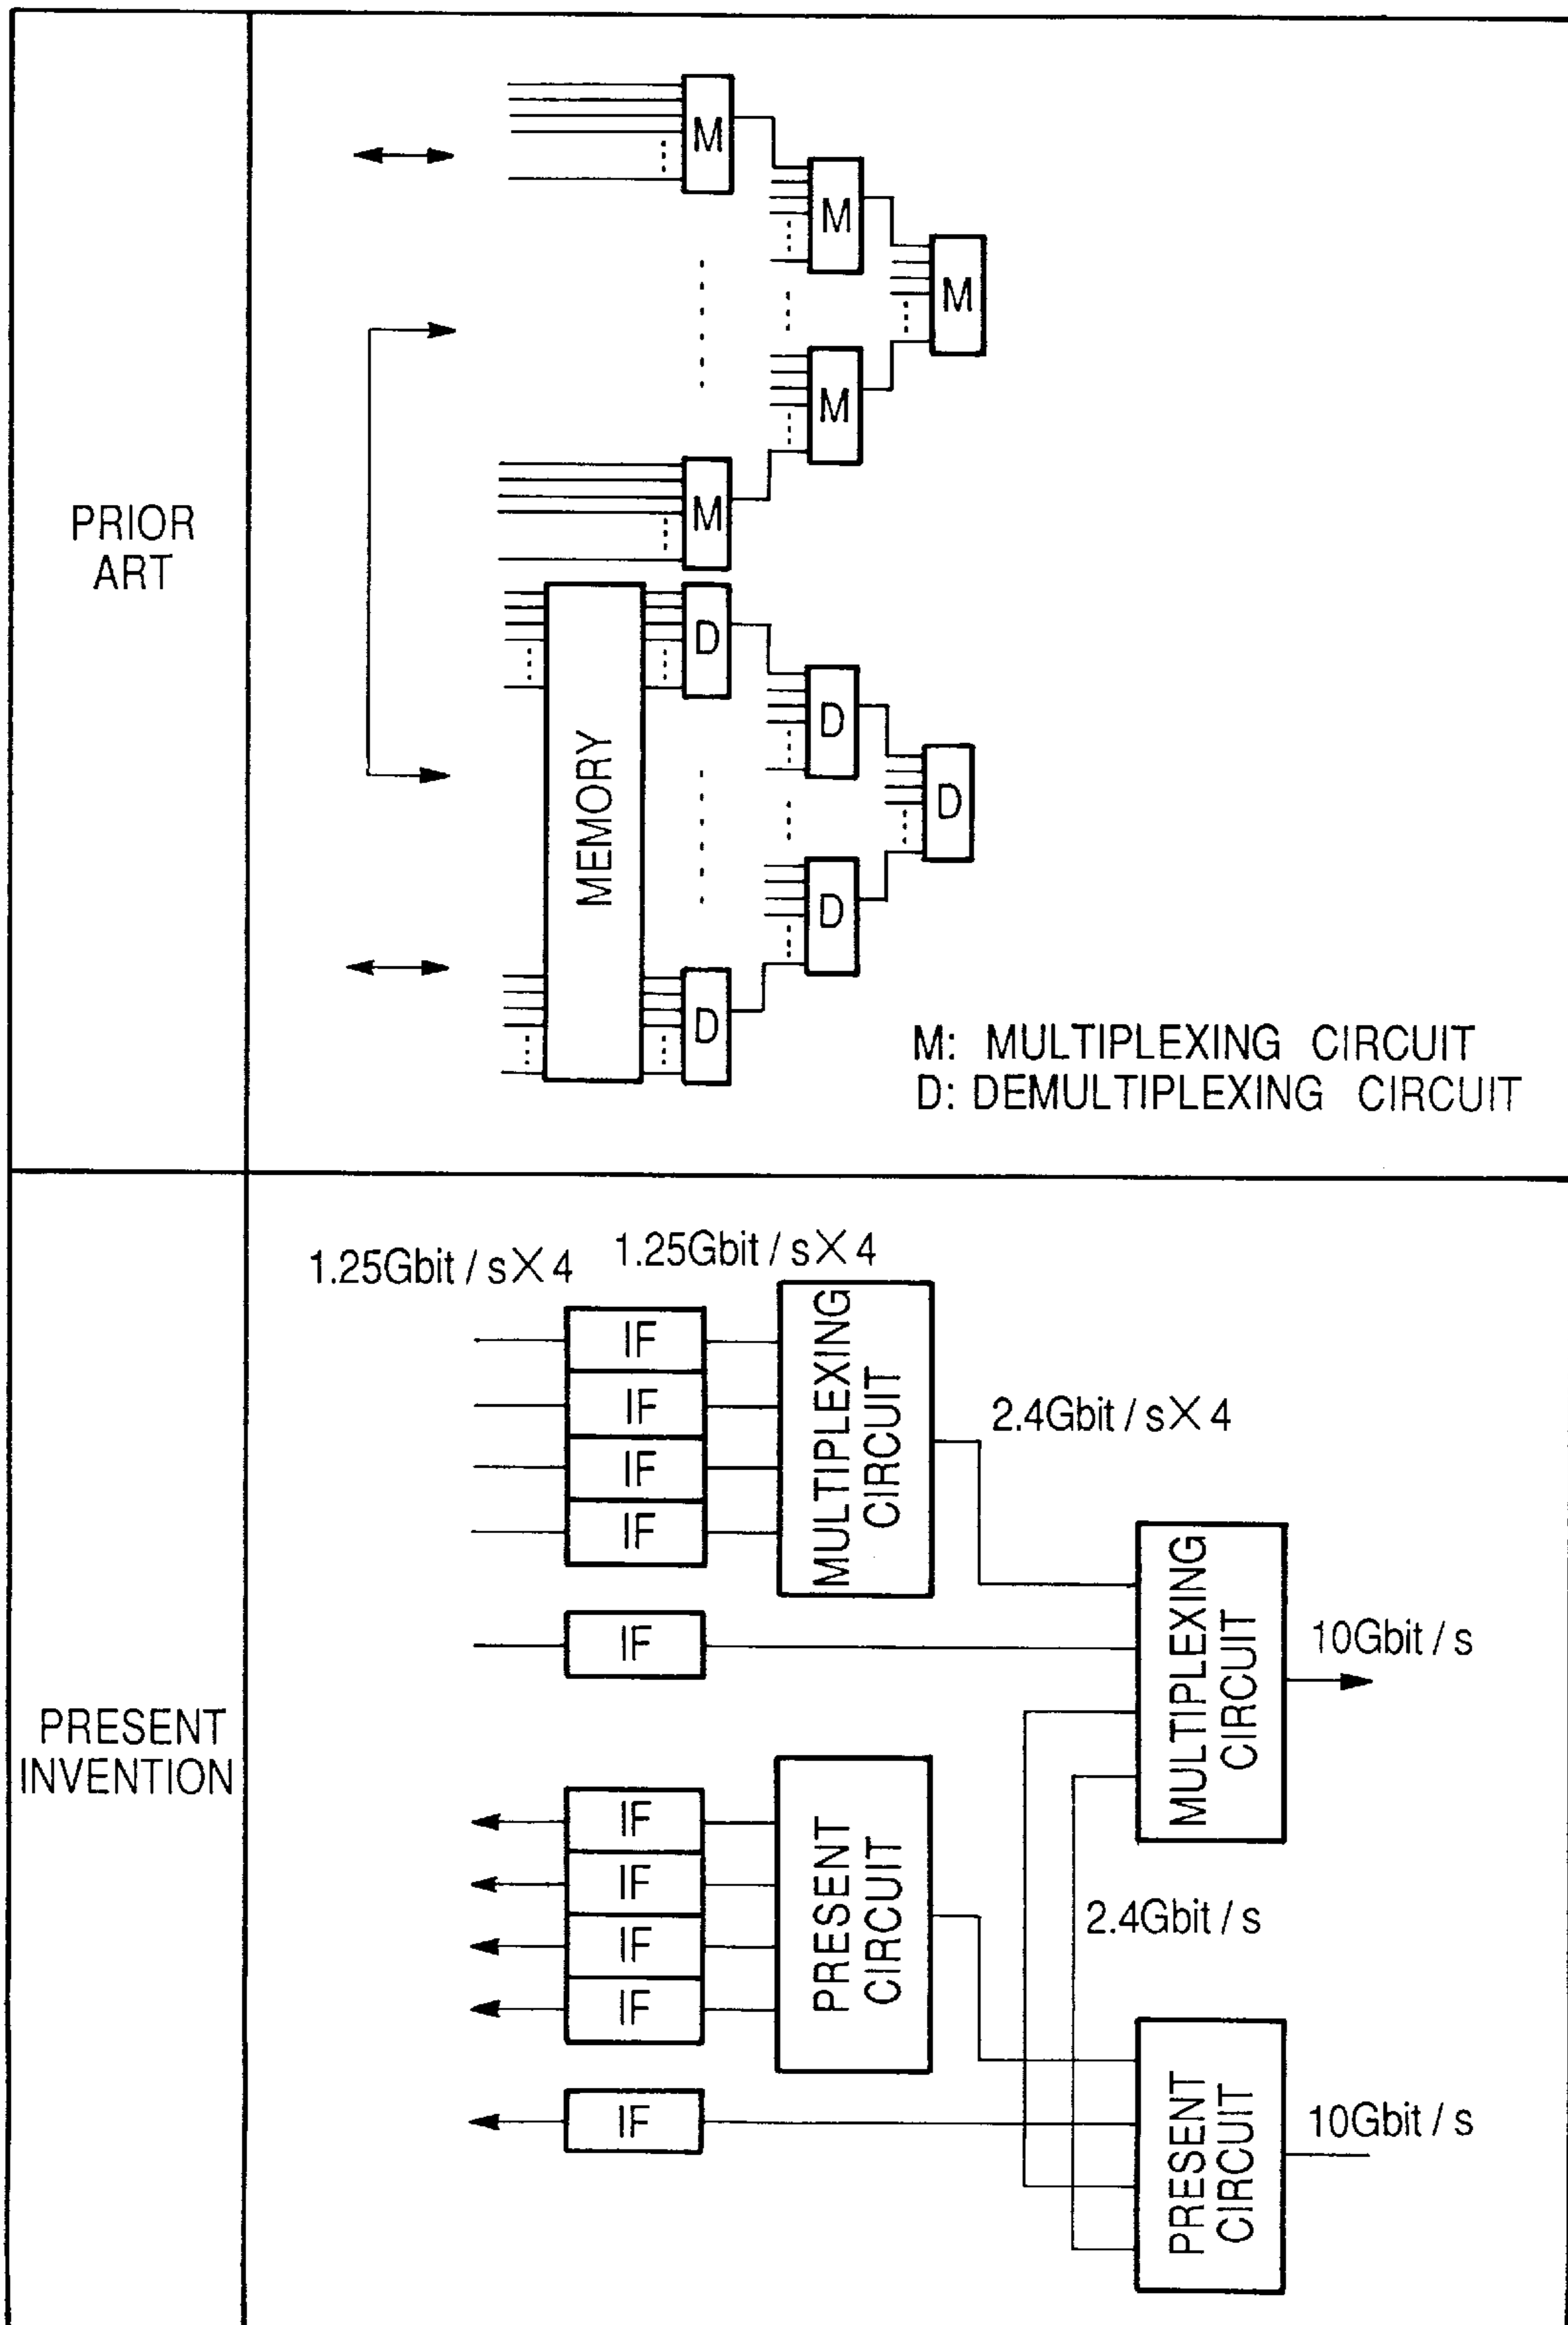 PRIOR
ART
M
M
M
M
M
MEMORY
D
D
D
D
D
M: MULTIPLEXING CIRCUIT
D: DEMULTIPLEXING CIRCUIT
PRESENT
INVENTION
1.25Gbit / s×4
1.25Gbit / s×4
IF
IF
IF
IF
MULTIPLEXING
CIRCUIT
2.4Gbit / s×4
IF
MULTIPLEXING
CIRCUIT
10Gbit / s
IF
IF
IF
IF
PRESENT
CIRCUIT
2.4Gbit / s
IF
PRESENT
CIRCUIT
10Gbit / s